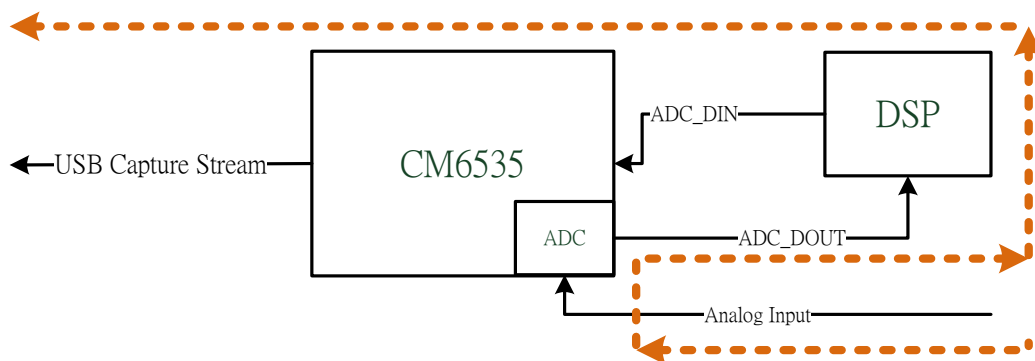 ADC_DIN
DSP
USB Capture Stream
CM6535
ADC
ADC_DOUT
Analog Input